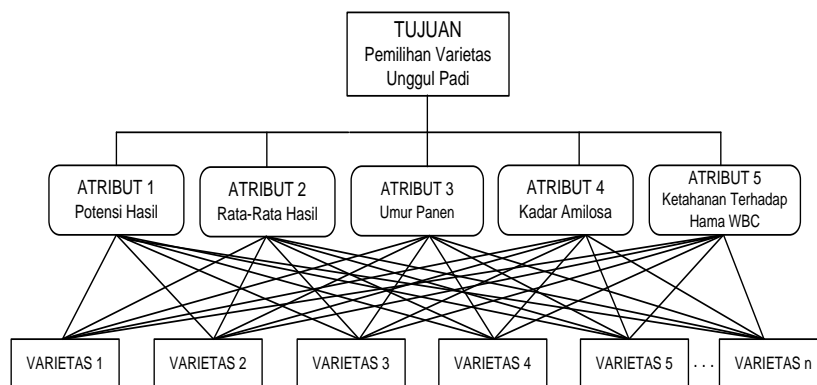 TUJUAN
Pemilihan Varietas
Unggul Padi
ATRIBUT 1
Potensi Hasil
ATRIBUT 2
Rata-Rata Hasil
ATRIBUT 3
Umur Panen
ATRIBUT 4
Kadar Amilosa
ATRIBUT 5
Ketahanan Terhadap
Hama WBC
VARIETAS 1
VARIETAS 2
VARIETAS 3
VARIETAS 4
VARIETAS 5
. . .
VARIETAS n